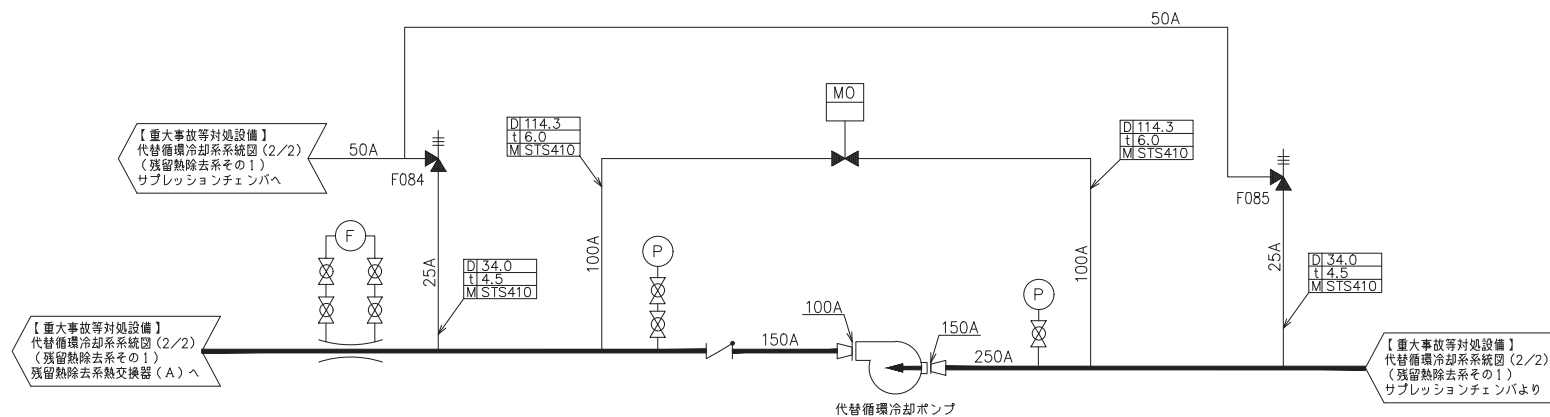 50A
MO
【重大事故等対処設備】
代替循環冷却系系統図(2/2)
(残留熱除去系その1)
サプレッションチェンバへ
50A
F084
D 114.3
t 6.0
M STS410
D 114.3
t 6.0
M STS410
F085
F
25A
D 34.0
t 4.5
M STS410
100A
P
P
100A
25A
D 34.0
t 4.5
M STS410
【重大事故等対処設備】
代替循環冷却系系統図(2/2)
(残留熱除去系その1)
残留熱除去系熱交換器(A)へ
150A
100A
150A
250A
代替循環冷却ポンプ
【重大事故等対処設備】
代替循環冷却系系統図(2/2)
(残留熱除去系その1)
サプレッションチェンバより